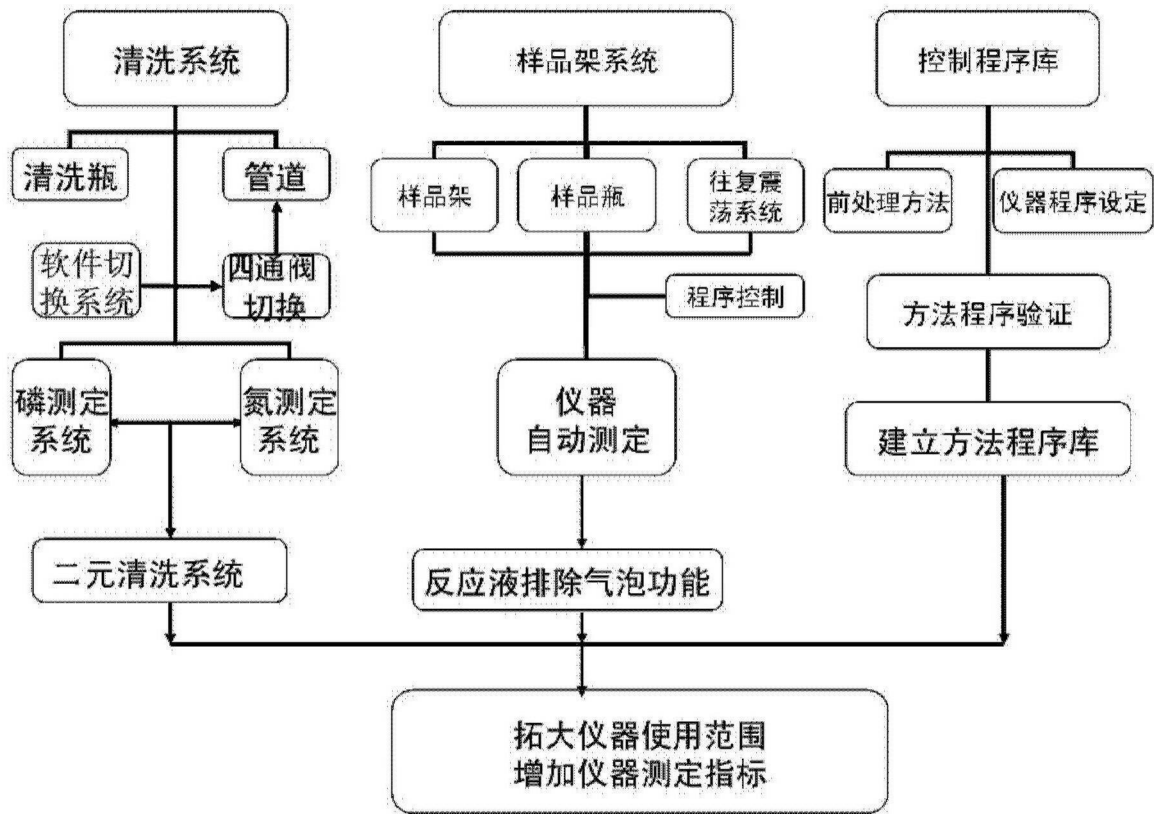 清洗系统
样品架系统
控制程序库
清洗瓶
管道
样品架
样品瓶
往复震
荡系统
前处理方法
仪器程序设定
软件切
换系统
四通阀
切换
程序控制
方法程序验证
磷测定
系统
氮测定
系统
仪器
自动测定
建立方法程序库
二元清洗系统
反应液排除气泡功能
拓大仪器使用范围
增加仪器测定指标